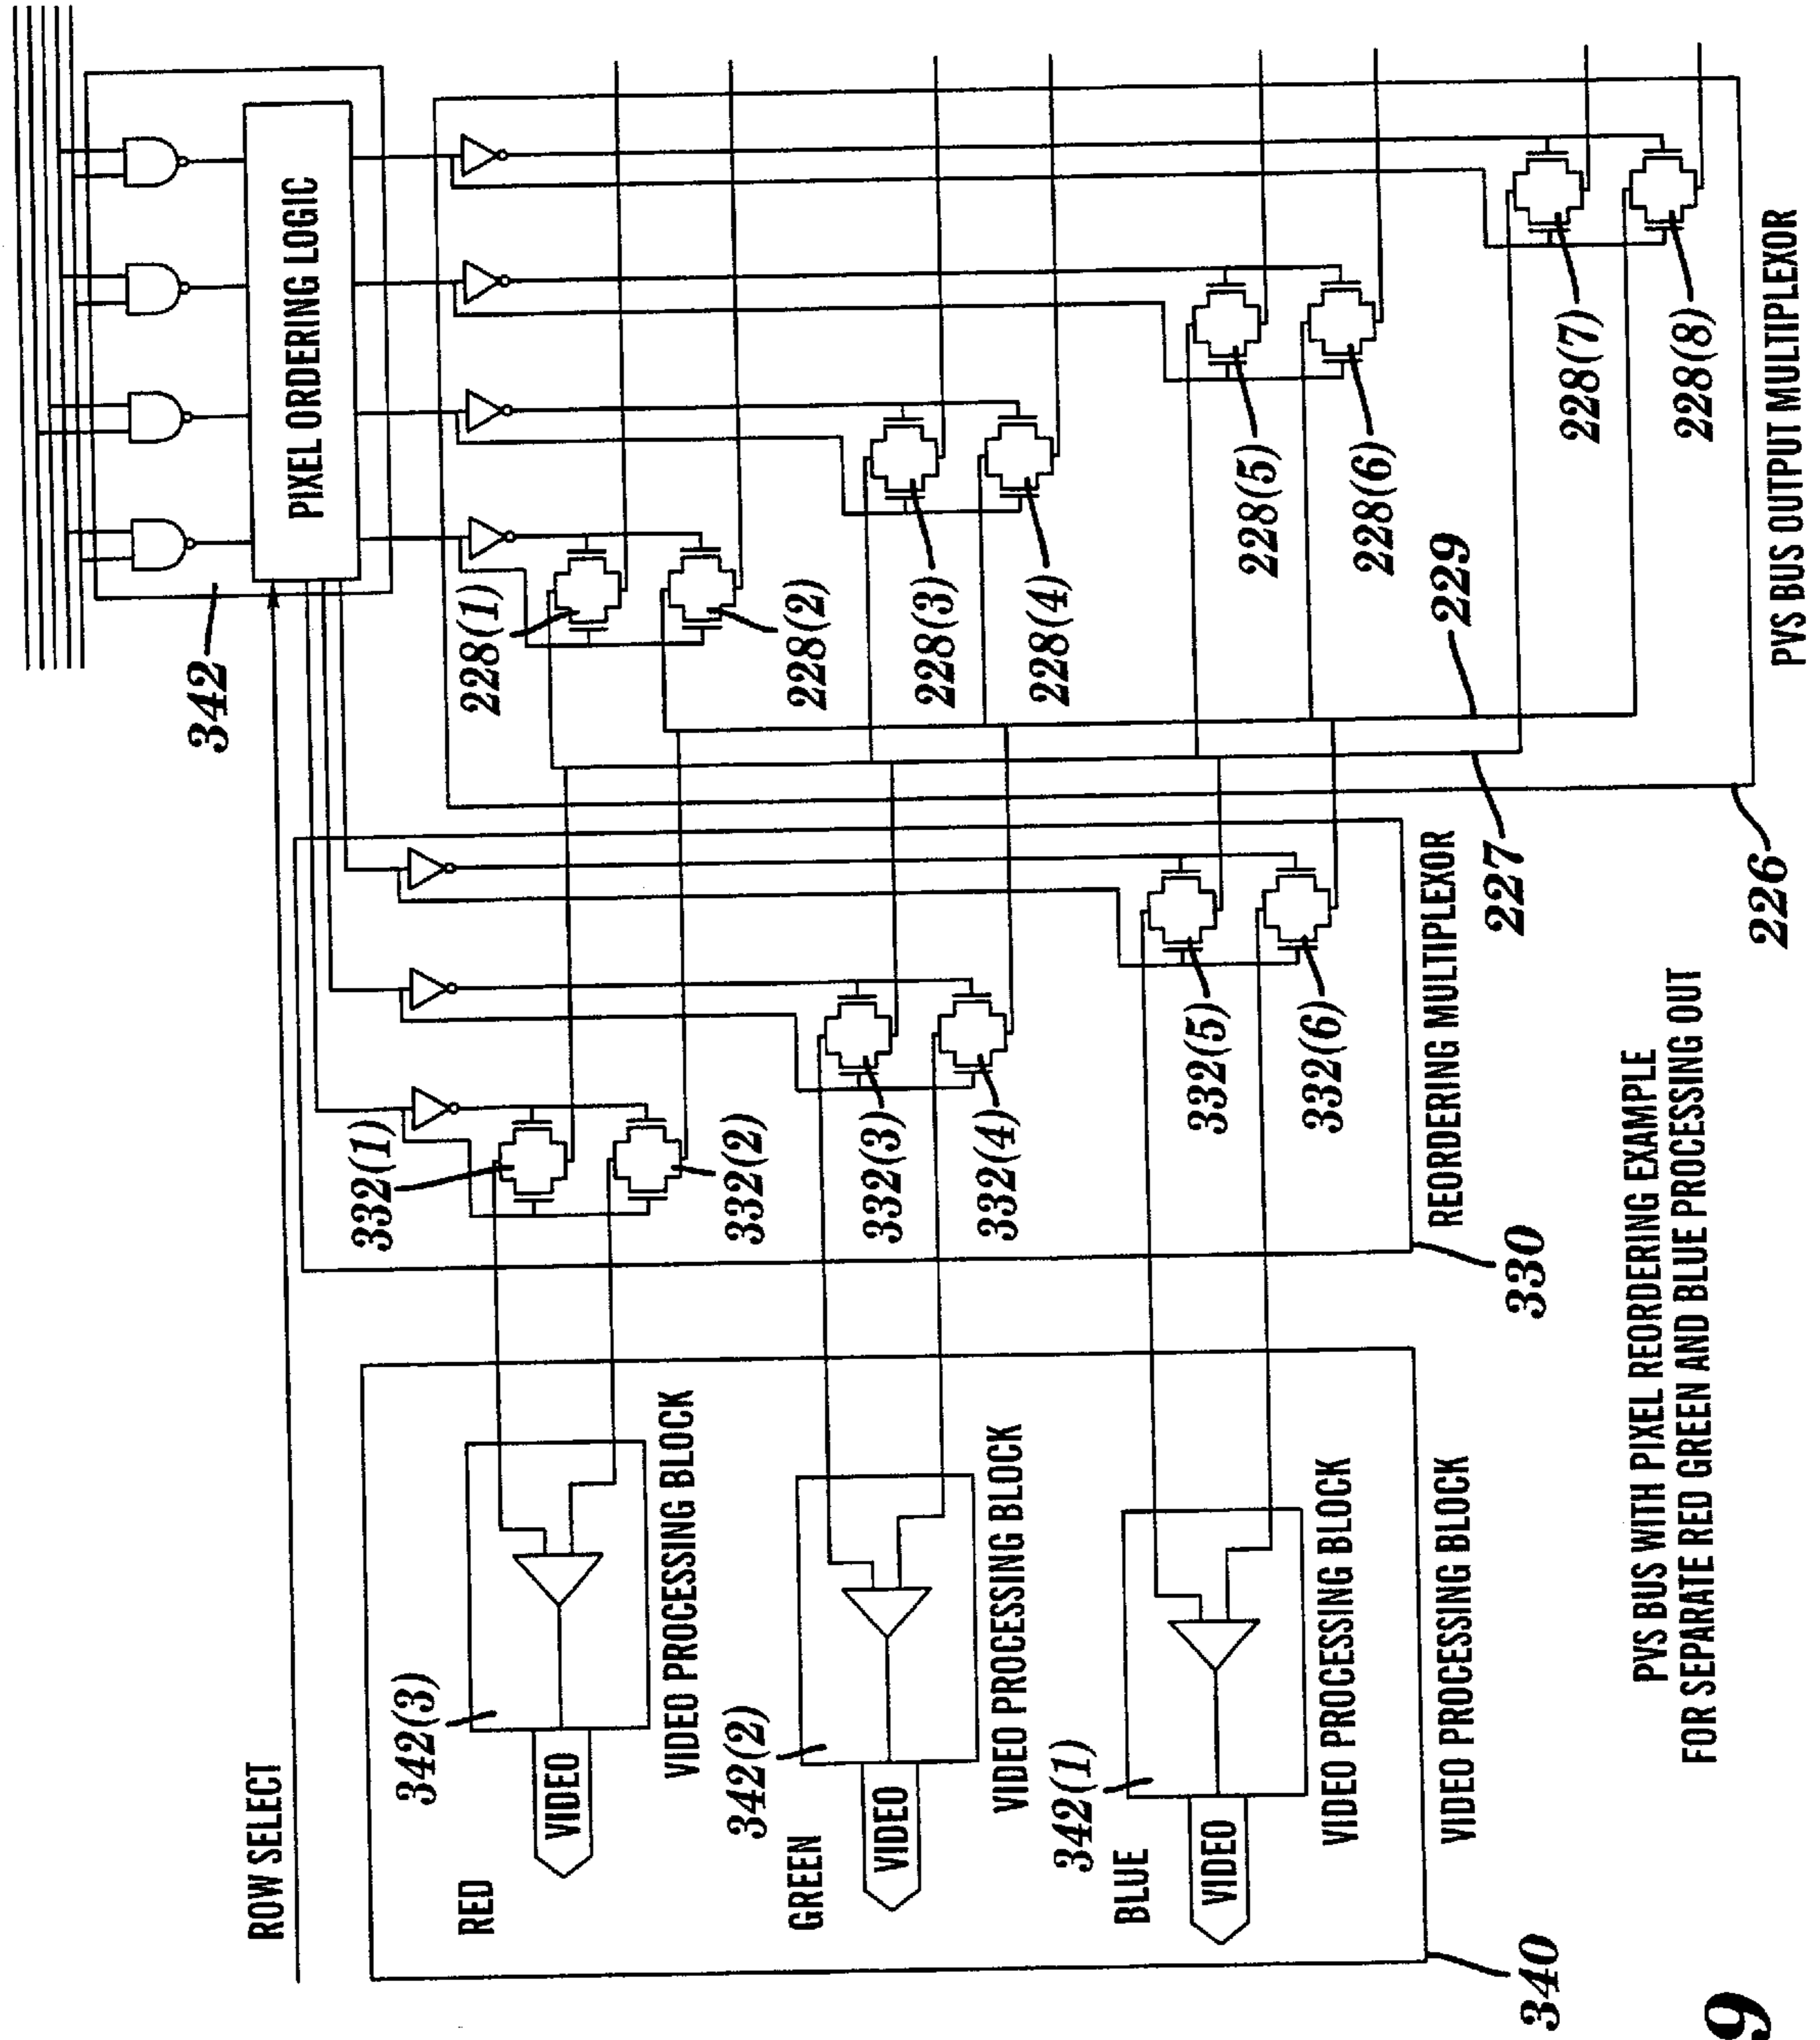 ROW SELECT
342
PIXEL ORDERING LOGIC
RED
VIDEO
342(3)
VIDEO PROCESSING BLOCK
332(1)
332(2)
228(1)
228(2)
GREEN
VIDEO
342(2)
VIDEO PROCESSING BLOCK
332(3)
332(4)
228(3)
228(4)
BLUE
VIDEO
342(1)
VIDEO PROCESSING BLOCK
332(5)
332(6)
228(5)
228(6)
228(7)
228(8)
VIDEO PROCESSING BLOCK
340
REORDERING MULTIPLEXOR
330
227
229
226
PVS BUS OUTPUT MULTIPLEXOR
PVS BUS WITH PIXEL REORDERING EXAMPLE
FOR SEPARATE RED GREEN AND BLUE PROCESSING OUT
9